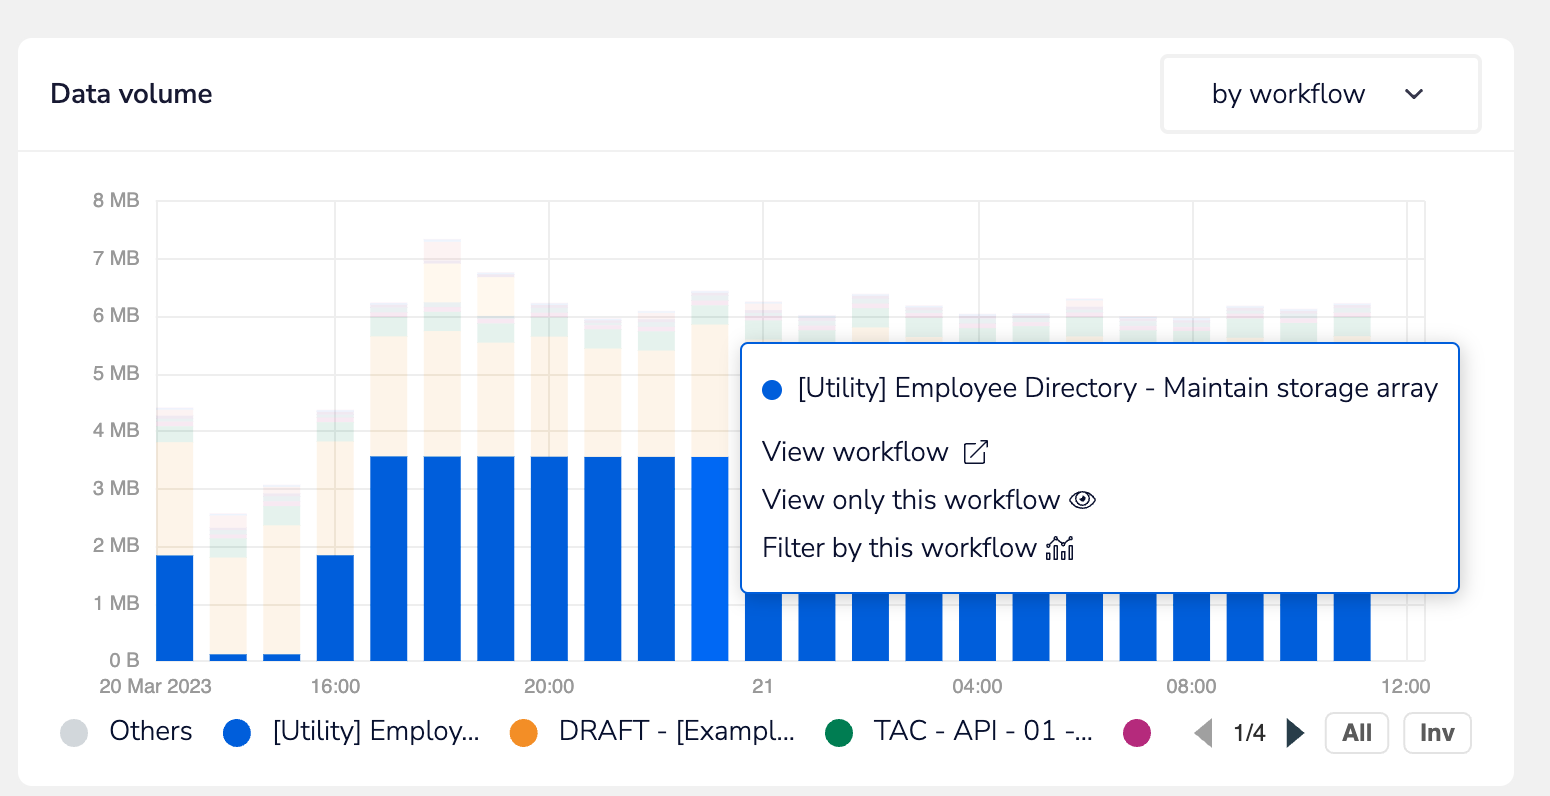 Data volume
by workflow
8 MB
7 MB
6 MB
5 MB
4 MB
3 MB
2 MB
1 MB
0 B
[Utility] Employee Directory - Maintain storage array
View workflow
View only this workflow
Filter by this workflow
20 Mar 2023 16:00 20:00 21 04:00 08:00 12:00
Others [Utility] Employ... DRAFT - [Exampl... TAC - API - 01 -... 1/4 All Inv